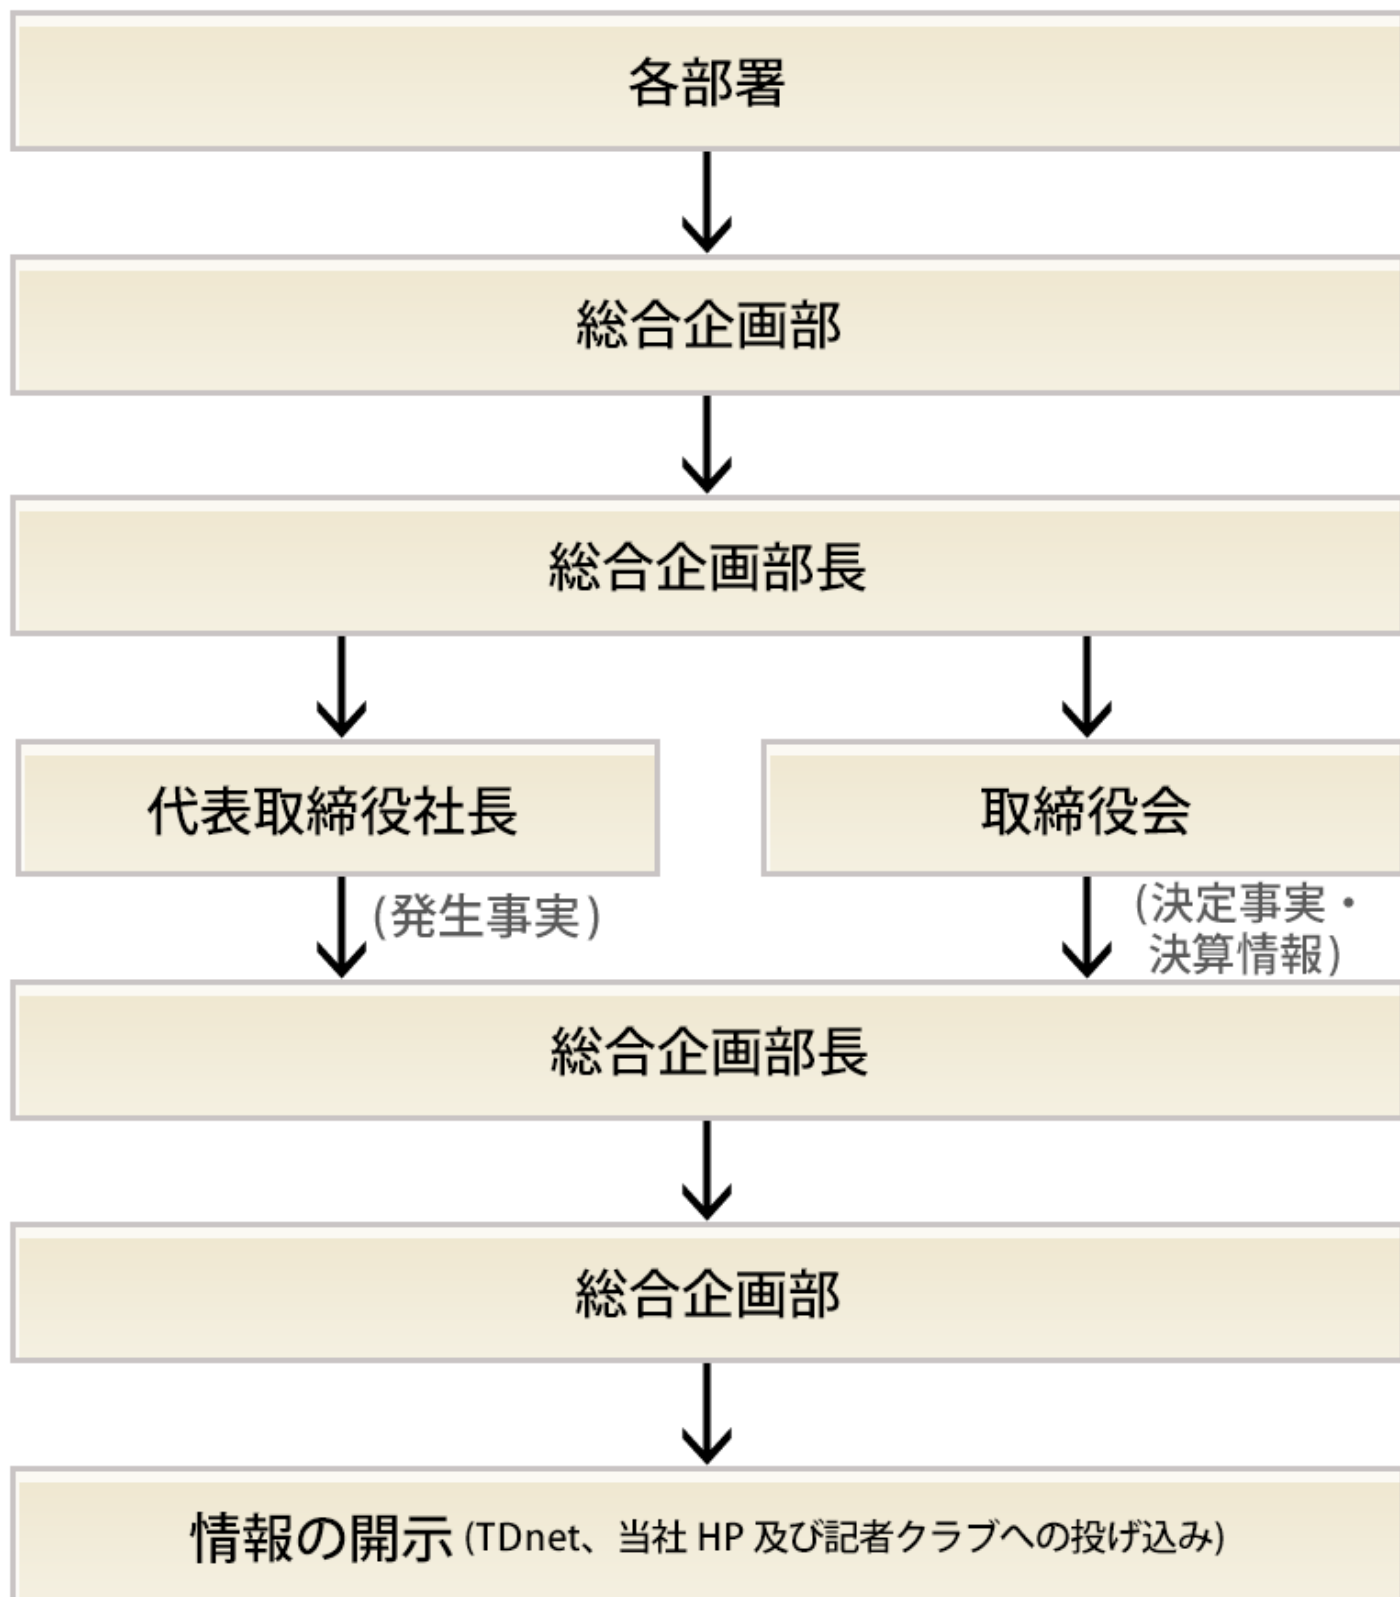 各部署
総合企画部
総合企画部長
代表取締役社長
取締役会
(発生事実)
(決定事実・
決算情報)
総合企画部長
総合企画部
情報の開示 (TDnet、当社 HP 及び記者クラブへの投げ込み)